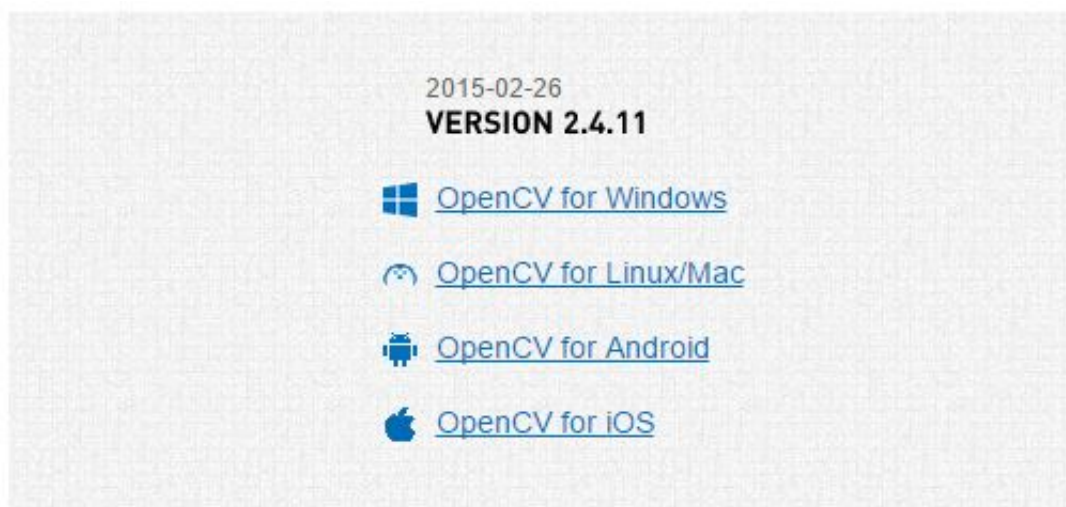 2015-02-26
VERSION 2.4.11
OpenCV for Windows
OpenCV for Linux/Mac
OpenCV for Android
OpenCV for iOS